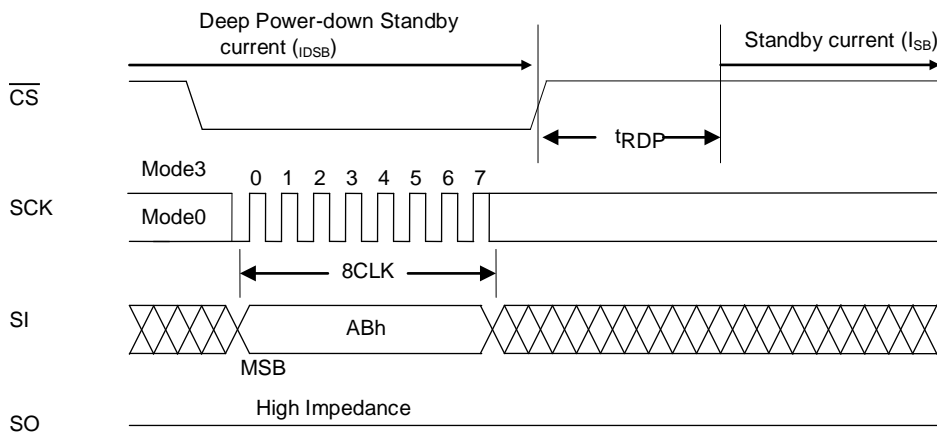 Deep Power-down Standby
current (IDSB)
Standby current (ISB)
CS
tRDP
Mode3
0 1 2 3 4 5 6 7
SCK
Mode0
8CLK
SI
ABh
MSB
High Impedance
SO